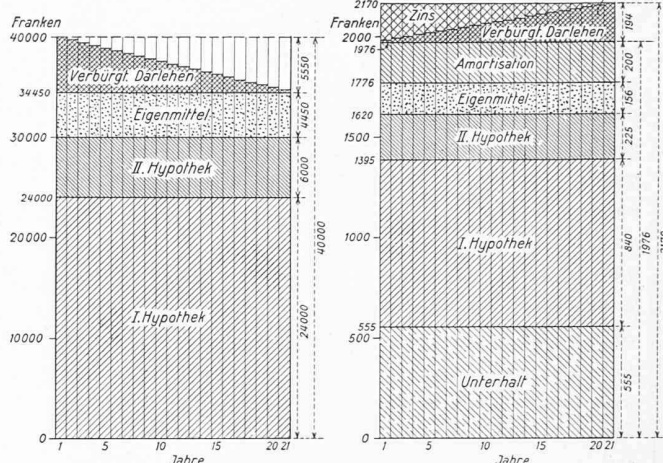 Franken
40000
34450
30000
24000
20000
10000
0
Verbürgt. Darlehen
Eigenmittel
II. Hypothek
I. Hypothek
5550
4450
6000
24000
40000
1
5
10
15
20 21
Jahre
Franken
2170
2000
1976
1776
1620
1500
1395
1000
555
500
0
Zins
Verbürgt. Darlehen
Amortisation
Eigenmittel
II. Hypothek
I. Hypothek
Unterhalt
194
200
156
225
840
555
1976
1
5
10
15
20 21
Jahre